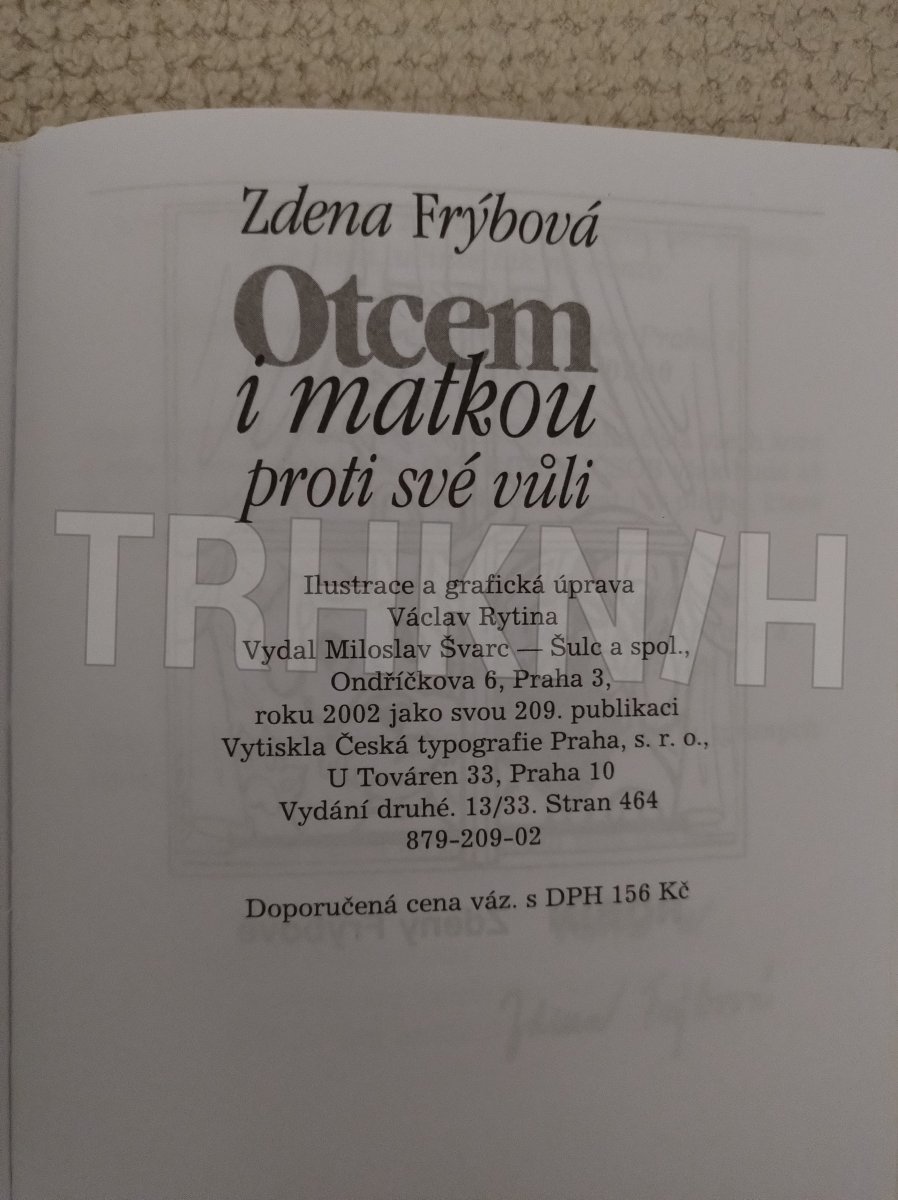 Zdena Frýbová
Otcem
i matkou
proti své vůli
TRHKNIH
Ilustrace a grafická úprava
Václav Rytina
Vydal Miloslav Švarc — Šulc a spol.,
Ondříčkova 6, Praha 3,
roku 2002 jako svou 209. publikaci
Vytiskla Česká typografie Praha, s. r. o.,
U Továren 33, Praha 10
Vydání druhé. 13/33. Stran 464
879-209-02
Doporučená cena váz. s DPH 156 Kč